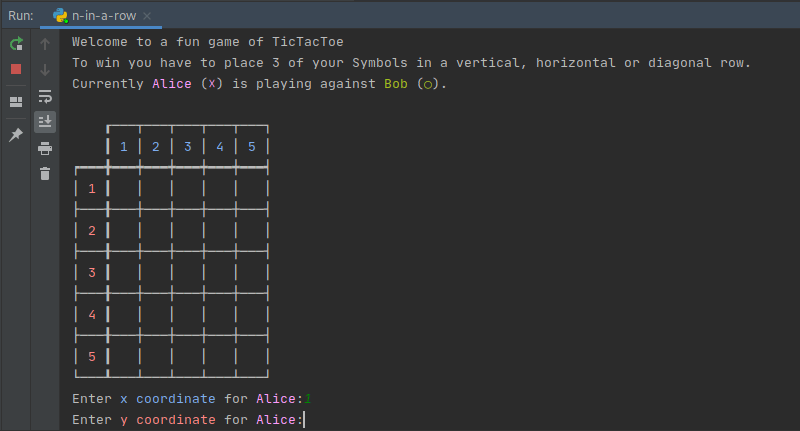 Run: n-in-a-row
Welcome to a fun game of TicTacToe
To win you have to place 3 of your Symbols in a vertical, horizontal or diagonal row.
Currently Alice (☓) is playing against Bob (○).
1 2 3 4 5
1
2
3
4
5
Enter x coordinate for Alice:1
Enter y coordinate for Alice: